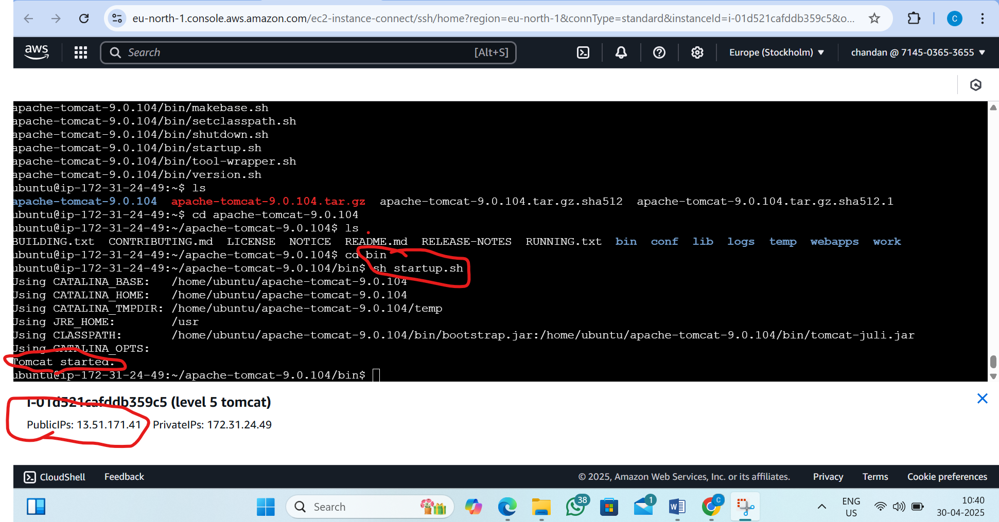 eu-north-1.console.aws.amazon.com/ec2-instance-connect/ssh/home?region=eu-north-1&connType=standard&instanceId=i-01d521cafddb359c5&o...
C
aws
Search [Alt+S]
Europe (Stockholm)
chandan @ 7145-0365-3655
apache-tomcat-9.0.104/bin/makebase.sh
apache-tomcat-9.0.104/bin/setclasspath.sh
apache-tomcat-9.0.104/bin/shutdown.sh
apache-tomcat-9.0.104/bin/startup.sh
apache-tomcat-9.0.104/bin/tool-wrapper.sh
apache-tomcat-9.0.104/bin/version.sh
ubuntu@ip-172-31-24-49:~$ ls
apache-tomcat-9.0.104 apache-tomcat-9.0.104.tar.gz apache-tomcat-9.0.104.tar.gz.sha512 apache-tomcat-9.0.104.tar.gz.sha512.1
ubuntu@ip-172-31-24-49:~$ cd apache-tomcat-9.0.104
ubuntu@ip-172-31-24-49:~/apache-tomcat-9.0.104$ ls
BUILDING.txt CONTRIBUTING.md LICENSE NOTICE README.md RELEASE-NOTES RUNNING.txt bin conf lib logs temp webapps work
ubuntu@ip-172-31-24-49:~/apache-tomcat-9.0.104$ cd bin
ubuntu@ip-172-31-24-49:~/apache-tomcat-9.0.104/bin$ sh startup.sh
Using CATALINA_BASE: /home/ubuntu/apache-tomcat-9.0.104
Using CATALINA_HOME: /home/ubuntu/apache-tomcat-9.0.104
Using CATALINA_TMPDIR: /home/ubuntu/apache-tomcat-9.0.104/temp
Using JRE_HOME: /usr
Using CLASSPATH: /home/ubuntu/apache-tomcat-9.0.104/bin/bootstrap.jar:/home/ubuntu/apache-tomcat-9.0.104/bin/tomcat-juli.jar
Using CATALINA_OPTS:
Tomcat started.
ubuntu@ip-172-31-24-49:~/apache-tomcat-9.0.104/bin$
i-01d521cafddb359c5 (level 5 tomcat)
PublicIPs: 13.51.171.41 PrivateIPs: 172.31.24.49
CloudShell Feedback © 2025, Amazon Web Services, Inc. or its affiliates. Privacy Terms Cookie preferences
Search
38
1
W
C
ENG
US
10:40
30-04-2025